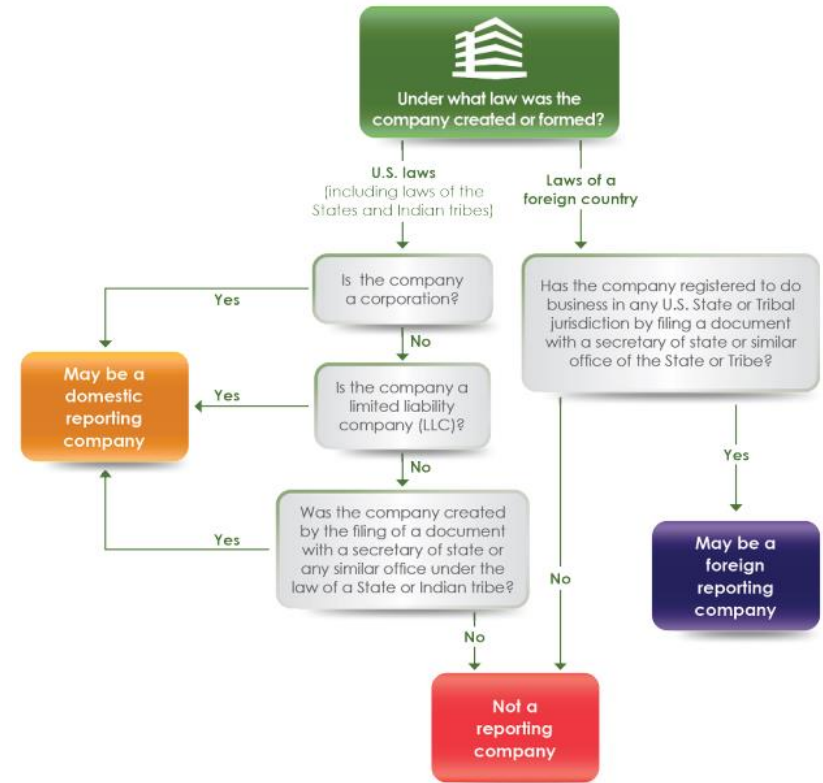 Under what law was the
company created or formed?
U.S. laws
(including laws of the
States and Indian tribes)
Laws of a
foreign country
Is the company
a corporation?
Yes
No
Has the company registered to do
business in any U.S. State or Tribal
jurisdiction by filing a document
with a secretary of state or similar
office of the State or Tribe?
May be a
domestic
reporting
company
Yes
Is the company a
limited liability
company (LLC)?
No
Yes
Was the company created
by the filing of a document
with a secretary of state or
any similar office under the
law of a State or Indian tribe?
Yes
No
May be a
foreign
reporting
company
No
Not a
reporting
company